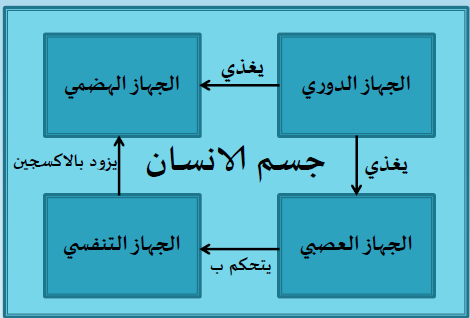 الجهاز الدوري
يغذي
الجهاز الهضمي
جسم الانسان
يغذي
يزود بالاكسجين
الجهاز العصبي
يتحكم ب
الجهاز التنفسي